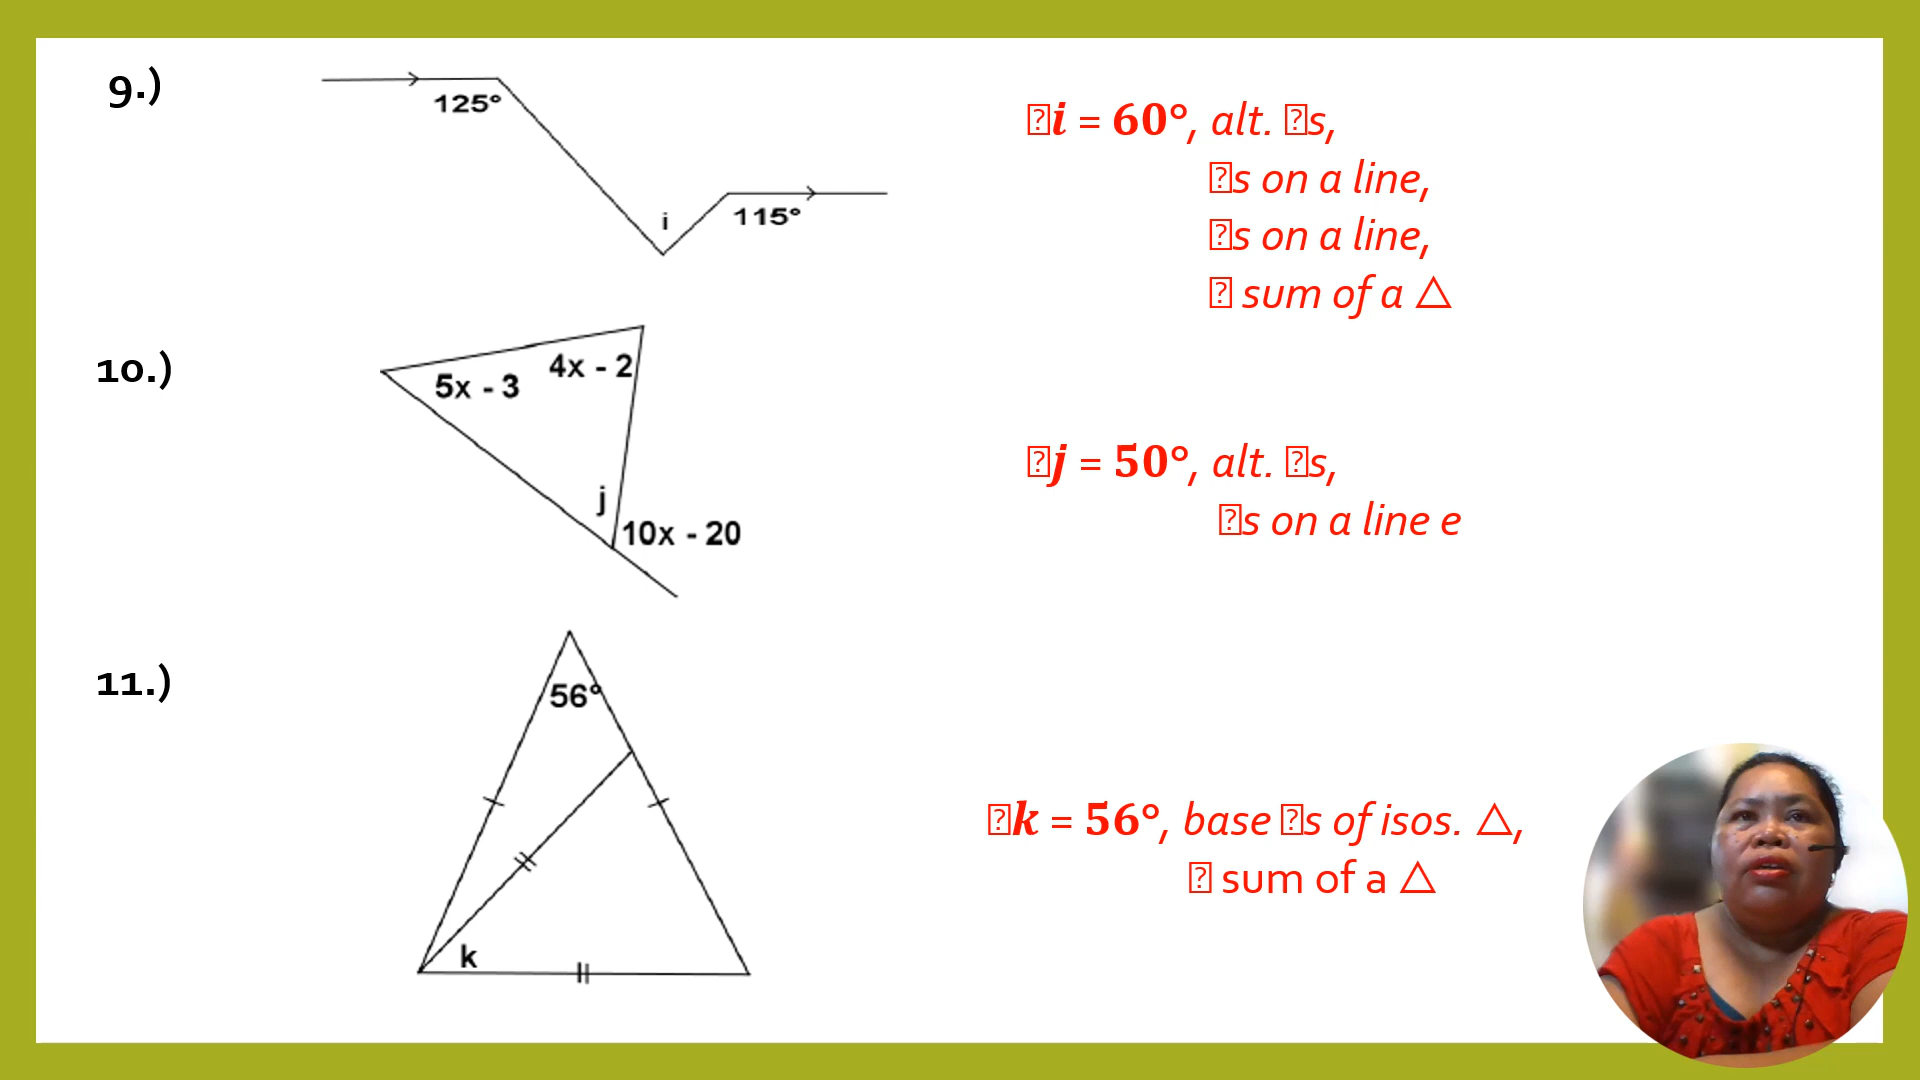 9.)
125°
i
115°
⍰i = 60°, alt. ⍰s,
⍰s on a line,
⍰s on a line,
⍰ sum of a △
10.)
5x - 3
4x - 2
j
10x - 20
⍰j = 50°, alt. ⍰s,
⍰s on a line e
11.)
56°
k
⍰k = 56°, base ⍰s of isos. △,
⍰ sum of a △